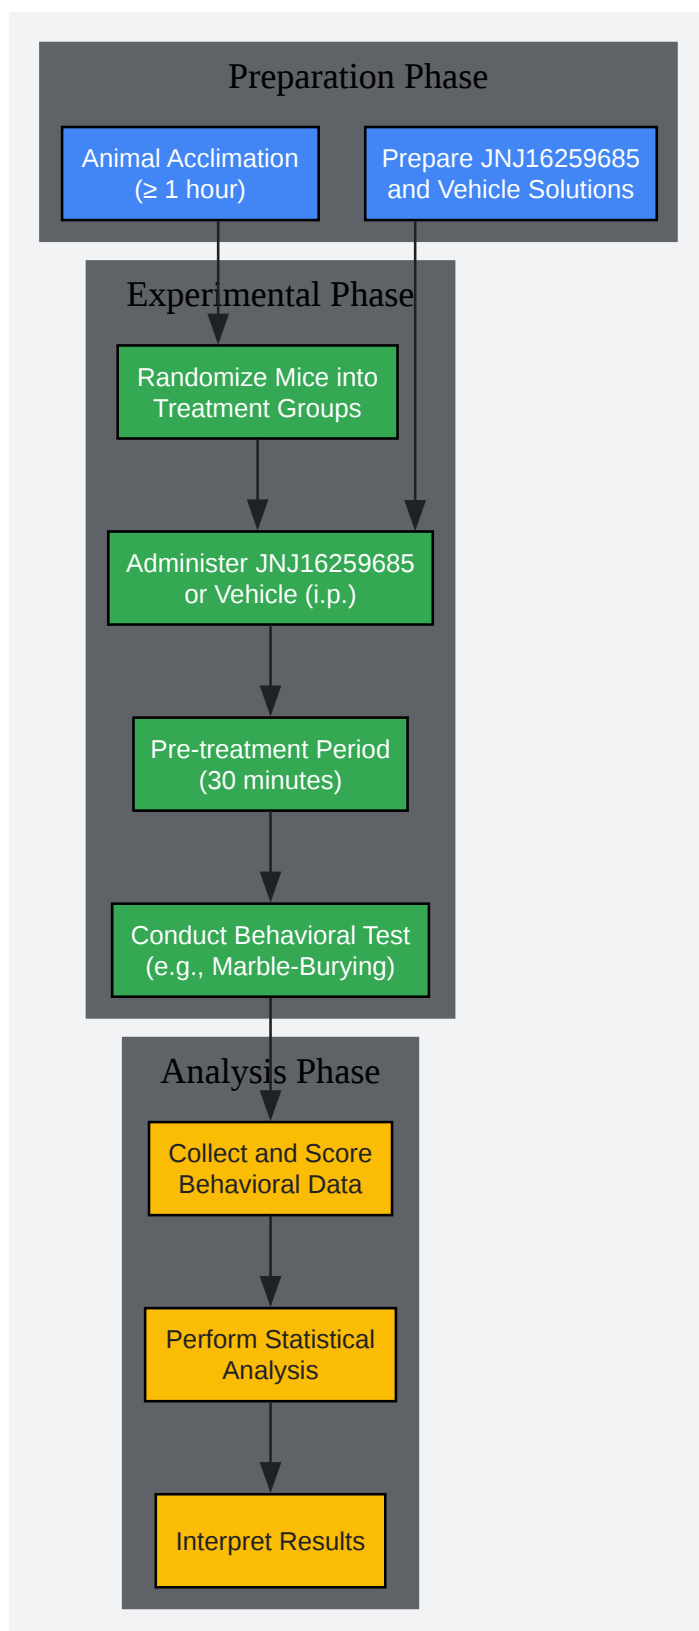 Preparation Phase
Animal Acclimation
(≥ 1 hour)
Prepare JNJ16259685
and Vehicle Solutions
Experimental Phase
Randomize Mice into
Treatment Groups
Administer JNJ16259685
or Vehicle (i.p.)
Pre-treatment Period
(30 minutes)
Conduct Behavioral Test
(e.g., Marble-Burying)
Analysis Phase
Collect and Score
Behavioral Data
Perform Statistical
Analysis
Interpret Results